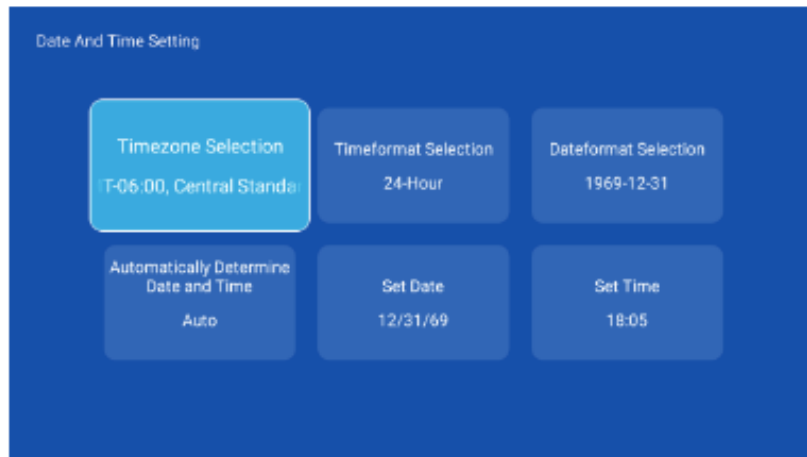 Date And Time Setting
Timezone Selection
T-06:00, Central Standa
Timeformat Selection
24-Hour
Dateformat Selection
1969-12-31
Automatically Determine
Date and Time
Auto
Set Date
12/31/69
Set Time
18:05